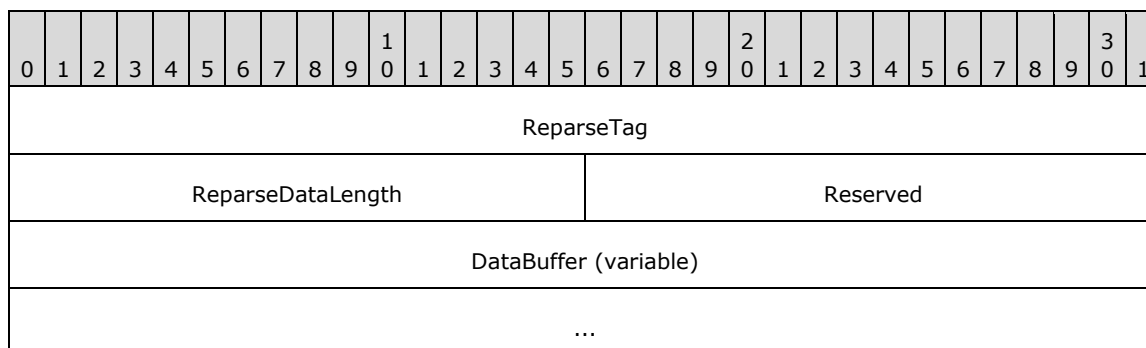 1 2 3
0 1 2 3 4 5 6 7 8 9 0 1 2 3 4 5 6 7 8 9 0 1 2 3 4 5 6 7 8 9 0 1
ReparseTag
ReparseDataLength Reserved
DataBuffer (variable)
...